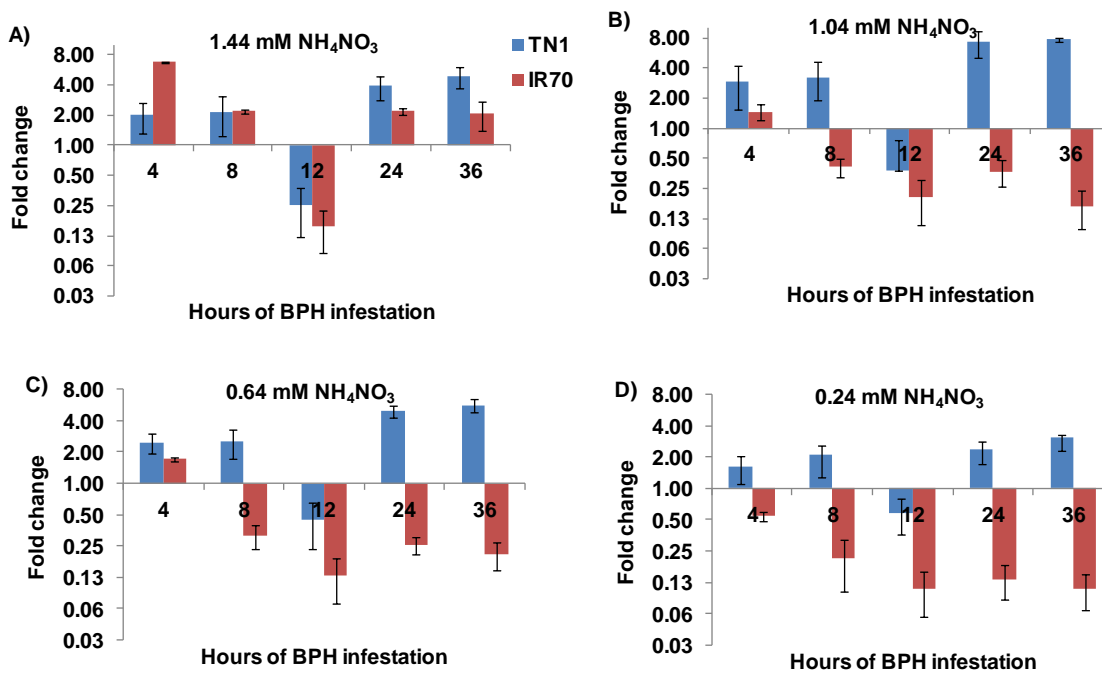 A)
1.44 mM NH₄NO₃
TN1
IR70
Fold change
8.00
4.00
2.00
1.00
0.50
0.25
0.13
0.06
0.03
4 8 12 24 36
Hours of BPH infestation
B)
1.04 mM NH₄NO₃
Fold change
8.00
4.00
2.00
1.00
0.50
0.25
0.13
0.06
0.03
4 8 12 24 36
Hours of BPH infestation
C)
0.64 mM NH₄NO₃
Fold change
8.00
4.00
2.00
1.00
0.50
0.25
0.13
0.06
0.03
4 8 12 24 36
Hours of BPH infestation
D)
0.24 mM NH₄NO₃
Fold change
8.00
4.00
2.00
1.00
0.50
0.25
0.13
0.06
0.03
4 8 12 24 36
Hours of BPH infestation